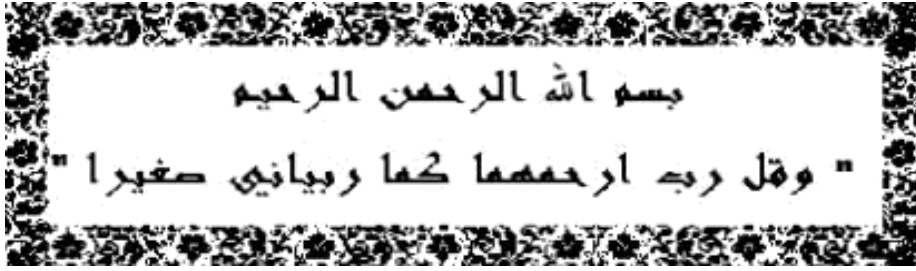 بسم الله الرحمن الرحيم
" وقل رب ارحمهما كما ربياني صغيرا "